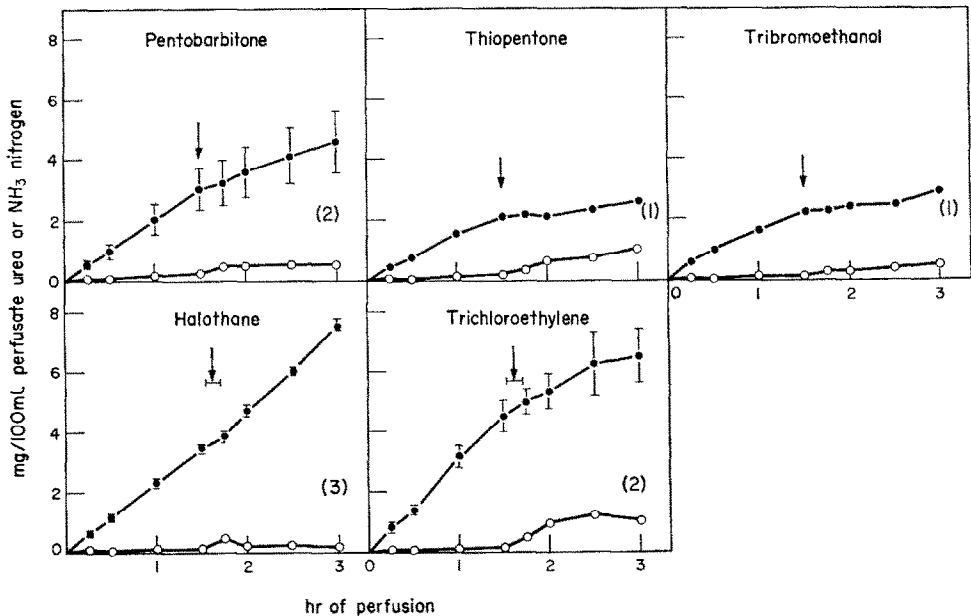 mg/100mL perfusate urea or NH₃ nitrogen
8
6
4
2
0
Pentobarbitone
(2)
Thiopentone
(1)
Tribromoethanol
(1)
0 1 2 3
8
6
4
2
0
Halothane
(3)
1 2 3
Trichloroethylene
(2)
0 1 2 3
hr of perfusion